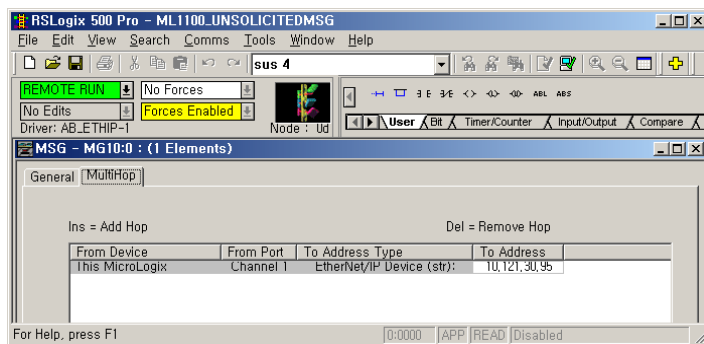 RSLogix 500 Pro - ML1100_UNSOLICITEDMSG
File Edit View Search Comms Tools Window Help
sus 4
REMOTE RUN No Forces
No Edits Forces Enabled
Driver: AB_ETHIP-1 Node : 0d
ABL ABS
User Bit Timer/Counter Input/Output Compare
MSG - MG10:0 : (1 Elements)
General MultiHop
Ins = Add Hop Del = Remove Hop
From Device From Port To Address Type To Address
This MicroLogix Channel 1 EtherNet/IP Device (str): 10,121,30,95
For Help, press F1 0:0000 APP READ Disabled